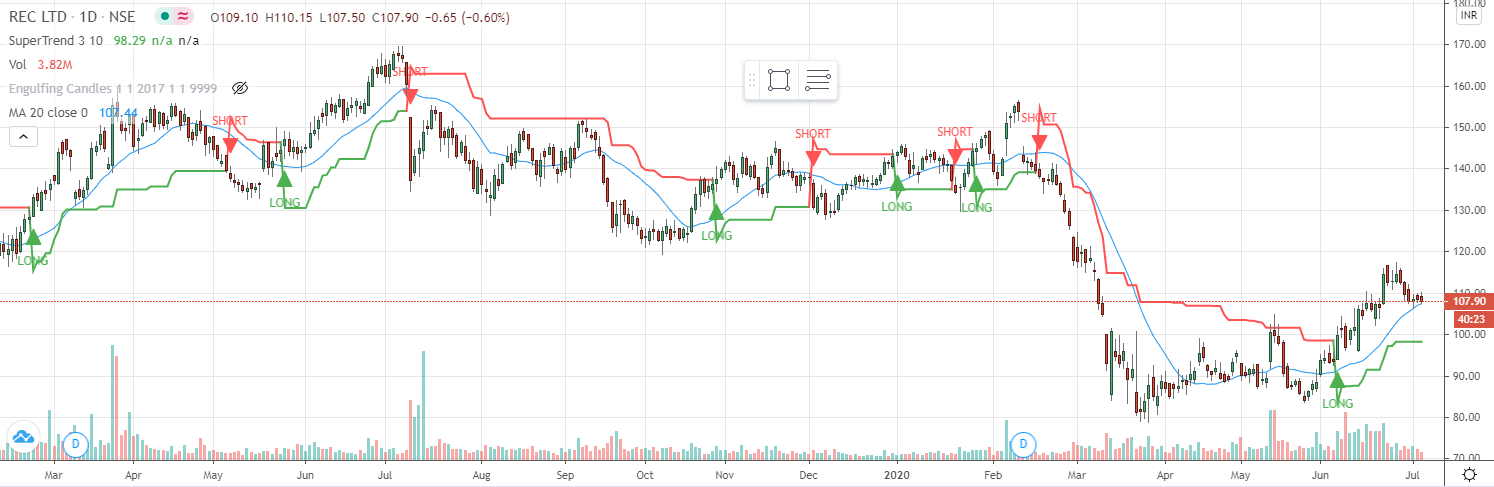 REC LTD · 1D · NSE O109.10 H110.15 L107.50 C107.90 −0.65 (−0.60%)
SuperTrend 3 10 98.29 n/a n/a
Vol 3.82M
Engulfing Candles 1 1 2017 1 1 9999
MA 20 close 0 107.44
180.00
INR
170.00
160.00
150.00
140.00
130.00
120.00
110.00
107.90
40:23
100.00
90.00
80.00
70.00
LONG
SHORT
LONG
SHORT
LONG
SHORT
LONG
SHORT
LONG
SHORT
LONG
D
D
Mar Apr May Jun Jul Aug Sep Oct Nov Dec 2020 Feb Mar Apr May Jun Jul